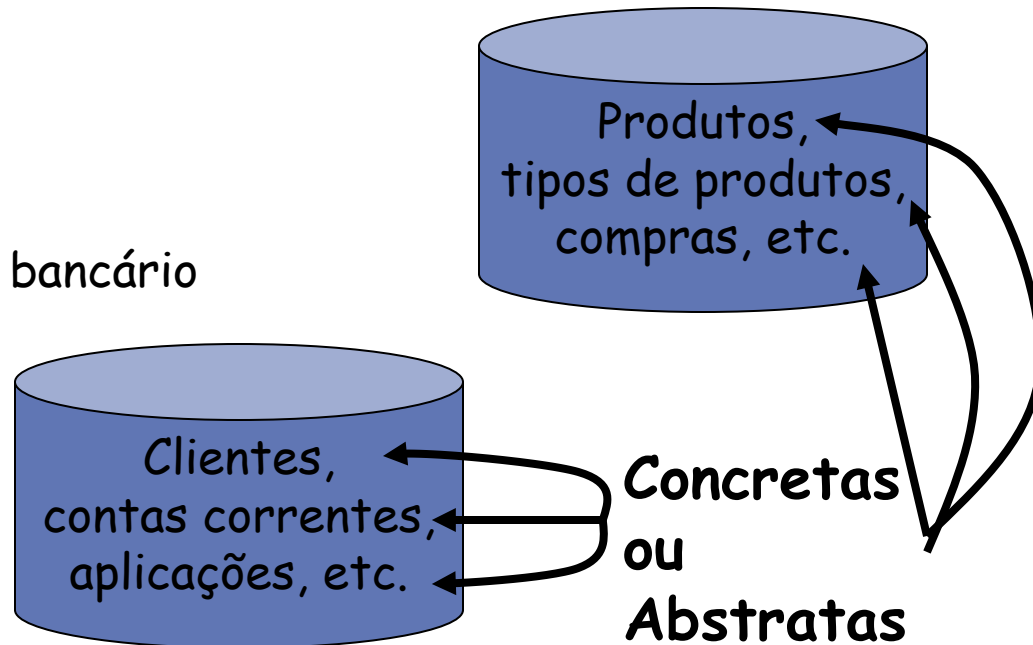 Produtos,
tipos de produtos,
compras, etc.
bancário
Clientes,
contas correntes,
aplicações, etc.
Concretas
ou
Abstratas